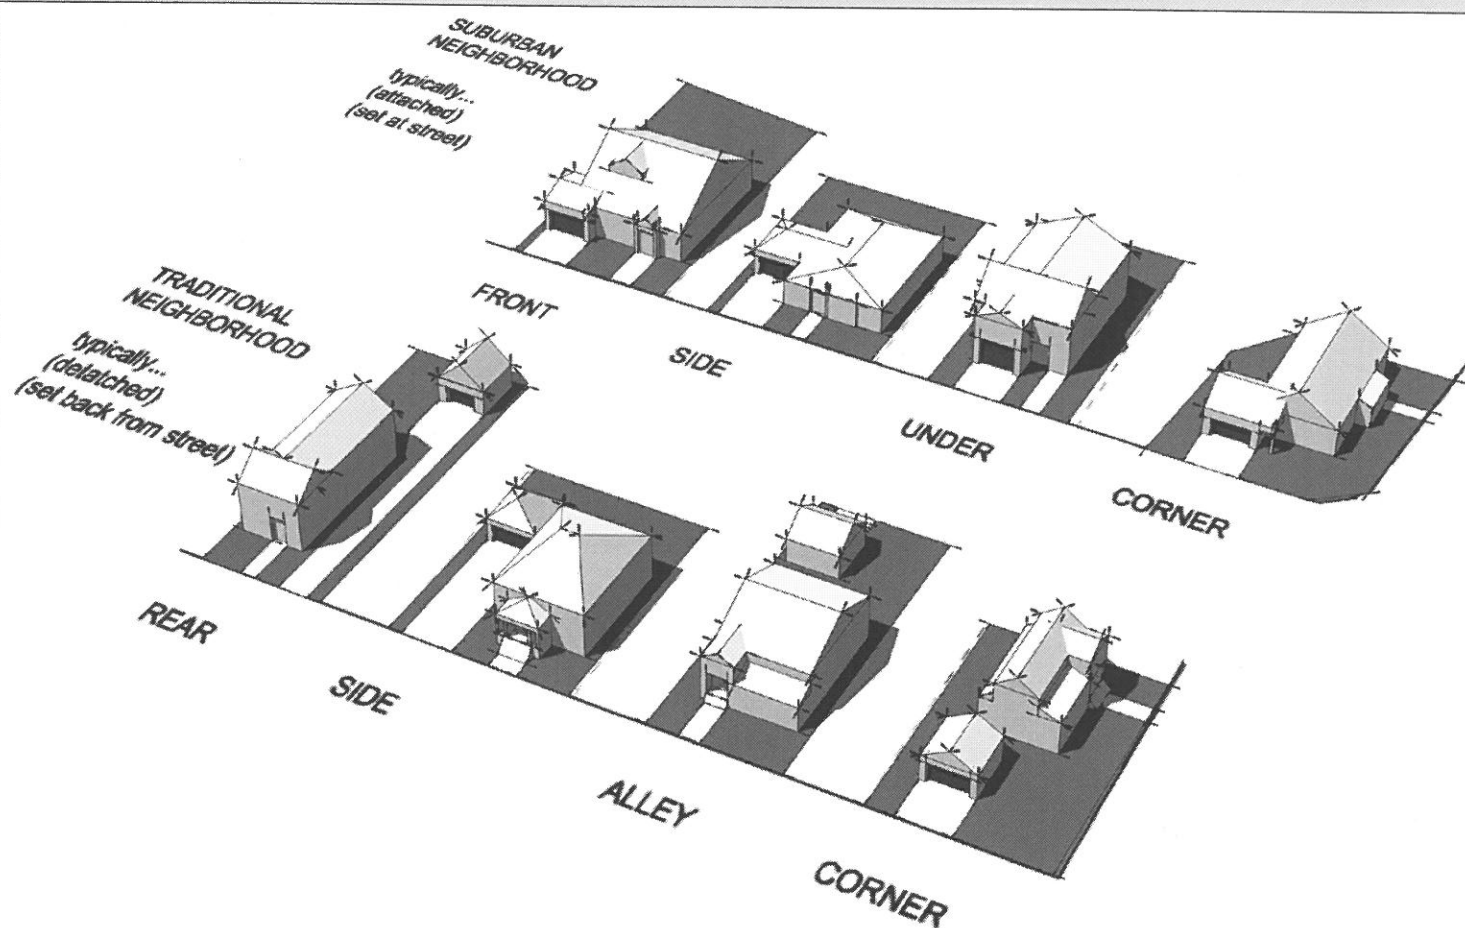 SUBURBAN
NEIGHBORHOOD
typically...
(attached)
(set at street)
FRONT
SIDE
UNDER
CORNER
TRADITIONAL
NEIGHBORHOOD
typically...
(detatched)
(set back from street)
REAR
SIDE
ALLEY
CORNER